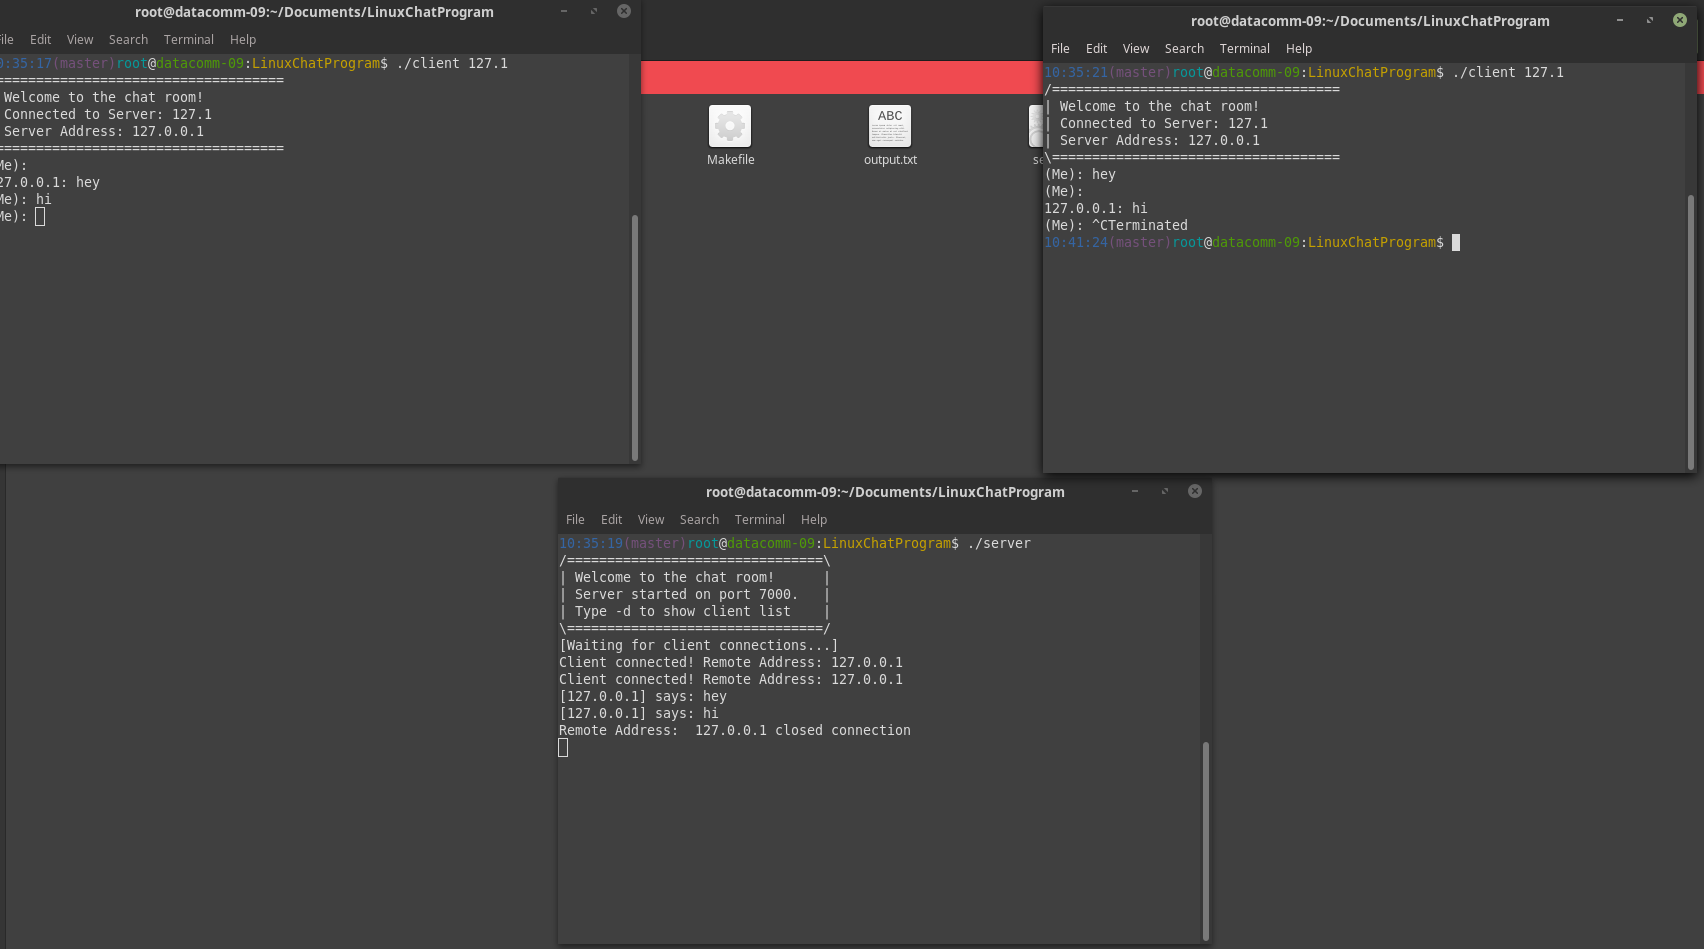 root@datacomm-09:~/Documents/LinuxChatProgram
ile Edit View Search Terminal Help
0:35:17(master)root@datacomm-09:LinuxChatProgram$ ./client 127.1
====================================
Welcome to the chat room!
Connected to Server: 127.1
Server Address: 127.0.0.1
====================================
Me):
27.0.0.1: hey
Me): hi
Me):
Makefile
output.txt
se
root@datacomm-09:~/Documents/LinuxChatProgram
File Edit View Search Terminal Help
10:35:21(master)root@datacomm-09:LinuxChatProgram$ ./client 127.1
/====================================
| Welcome to the chat room!
| Connected to Server: 127.1
| Server Address: 127.0.0.1
\====================================
(Me): hey
(Me):
127.0.0.1: hi
(Me): ^CTerminated
10:41:24(master)root@datacomm-09:LinuxChatProgram$
root@datacomm-09:~/Documents/LinuxChatProgram
File Edit View Search Terminal Help
10:35:19(master)root@datacomm-09:LinuxChatProgram$ ./server
/================================\
| Welcome to the chat room!      |
| Server started on port 7000.   |
| Type -d to show client list    |
\================================/
[Waiting for client connections...]
Client connected! Remote Address: 127.0.0.1
Client connected! Remote Address: 127.0.0.1
[127.0.0.1] says: hey
[127.0.0.1] says: hi
Remote Address:  127.0.0.1 closed connection